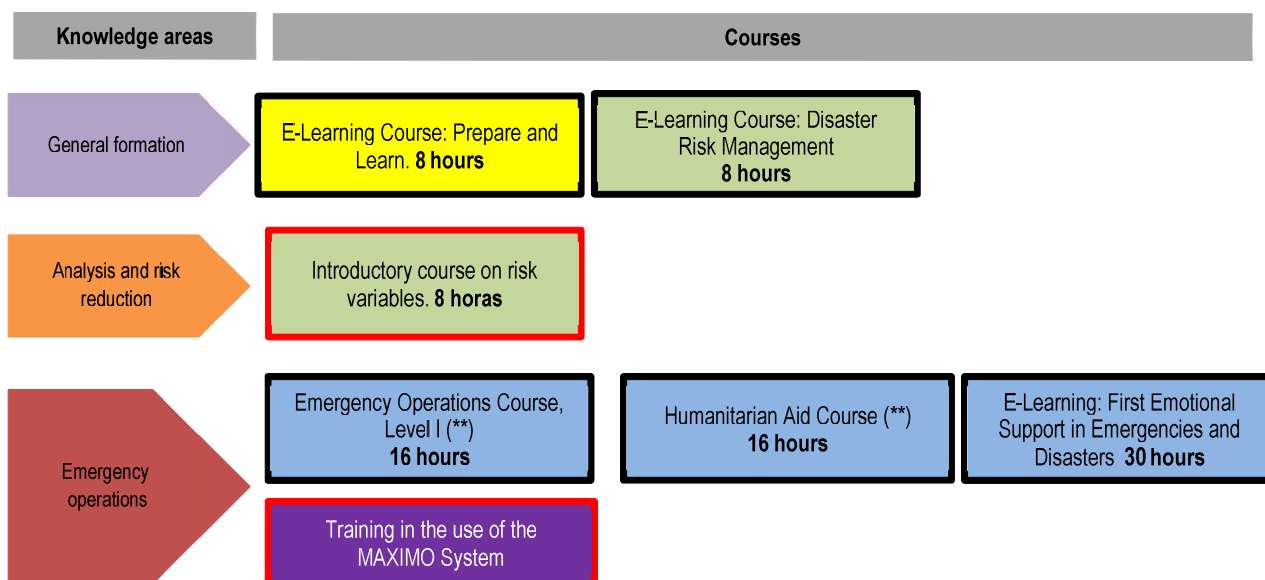 Knowledge areas
Courses
General formation
E-Learning Course: Prepare and
Learn. 8 hours
E-Learning Course: Disaster
Risk Management
8 hours
Analysis and risk
reduction
Introductory course on risk
variables. 8 horas
Emergency
operations
Emergency Operations Course,
Level I (**)
16 hours
Humanitarian Aid Course (**)
16 hours
E-Learning: First Emotional
Support in Emergencies and
Disasters 30 hours
Training in the use of the
MAXIMO System